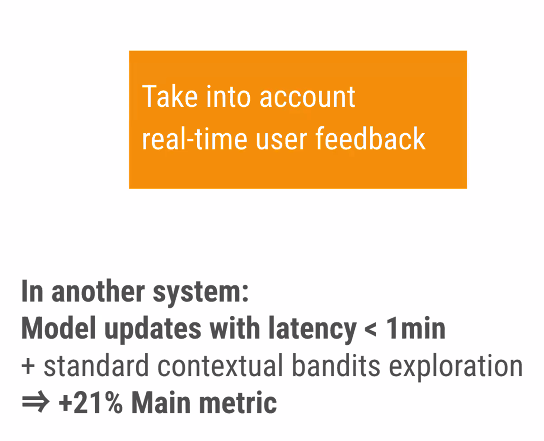 Take into account
real-time user feedback
In another system:
Model updates with latency < 1min
+ standard contextual bandits exploration
⇒ +21% Main metric